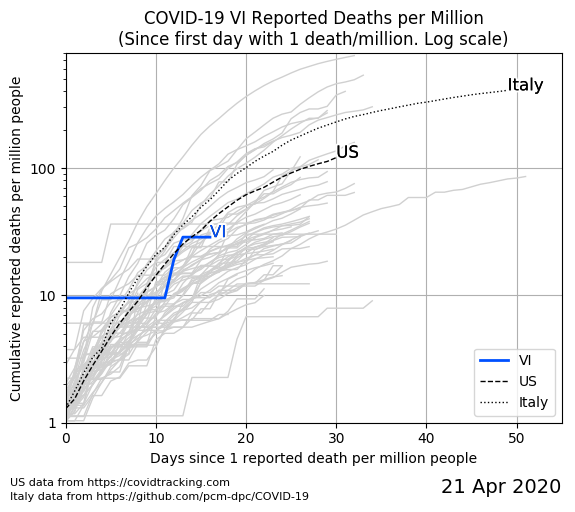 COVID-19 VI Reported Deaths per Million
(Since first day with 1 death/million. Log scale)
Cumulative reported deaths per million people
100
10
1
Italy
US
VI
VI
US
Italy
0
10
20
30
40
50
Days since 1 reported death per million people
US data from https://covidtracking.com
Italy data from https://github.com/pcm-dpc/COVID-19
21 Apr 2020